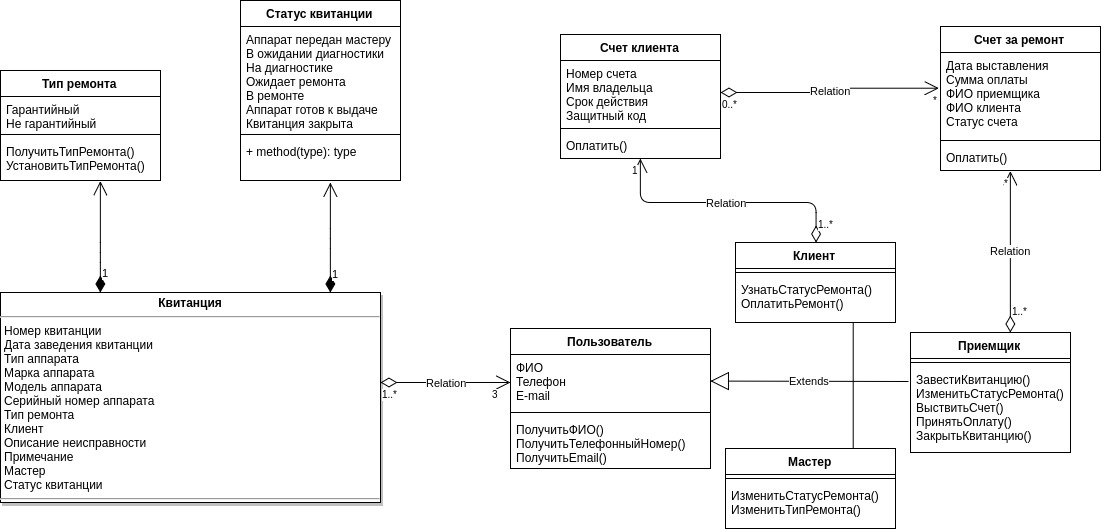 Тип ремонта
Гарантийный
Не гарантийный
ПолучитьТипРемонта()
УстановитьТипРемонта()
Статус квитанции
Аппарат передан мастеру
В ожидании диагностики
На диагностике
Ожидает ремонта
В ремонте
Аппарат готов к выдаче
Квитанция закрыта
+ method(type): type
Счет клиента
Номер счета
Имя владельца
Срок действия
Защитный код
Оплатить()
0..*
Relation
*
Счет за ремонт
Дата выставления
Сумма оплаты
ФИО приемщика
ФИО клиента
Статус счета
Оплатить()
1
Relation
1..*
*
Relation
1..*
1
1
Квитанция
Номер квитанции
Дата заведения квитанции
Тип аппарата
Марка аппарата
Модель аппарата
Серийный номер аппарата
Тип ремонта
Клиент
Описание неисправности
Примечание
Мастер
Статус квитанции
1..*
Relation
3
Пользователь
ФИО
Телефон
E-mail
ПолучитьФИО()
ПолучитьТелефонныйНомер()
ПолучитьEmail()
Клиент
УзнатьСтатусРемонта()
ОплатитьРемонт()
Extends
Приемщик
ЗавестиКвитанцию()
ИзменитьСтатусРемонта()
ВыствитьСчет()
ПринятьОплату()
ЗакрытьКвитанцию()
Мастер
ИзменитьСтатусРемонта()
ИзменитьТипРемонта()